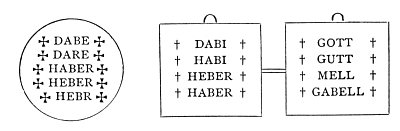 ✠ DABE ✠
✠ DARE ✠
✠ HABER ✠
✠ HEBER ✠
✠ HEBR ✠
† DABI †
† HABI †
† HEBER †
† HABER †
† GOTT †
† GUTT †
† MELL †
† GABELL †